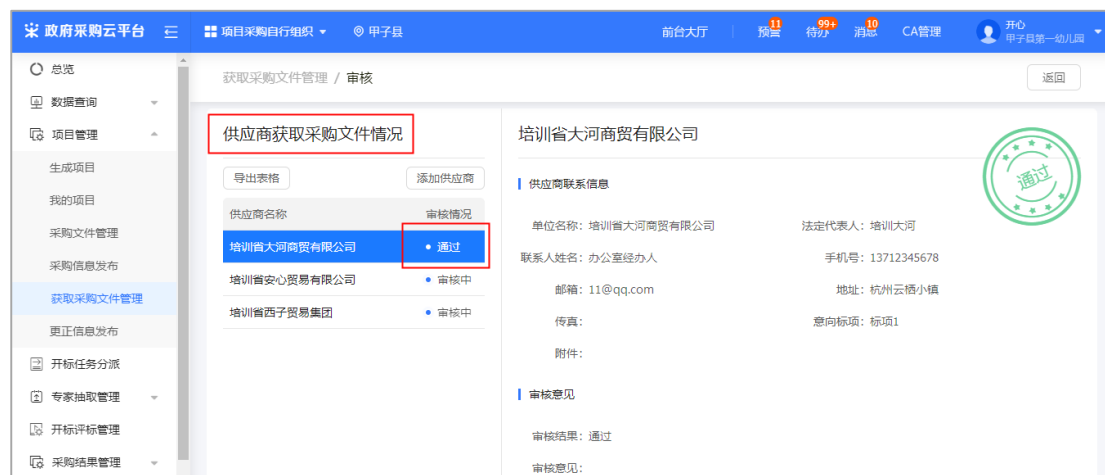 政府采购云平台
项目采购自行组织
甲子县
前台大厅
预警 11
待办 99+
消息 10
CA管理
开心
甲子县第一幼儿园
总览
数据查询
项目管理
生成项目
我的项目
采购文件管理
采购信息发布
获取采购文件管理
更正信息发布
开标任务分派
专家抽取管理
开标评标管理
采购结果管理
获取采购文件管理 / 审核
返回
供应商获取采购文件情况
导出表格
添加供应商
供应商名称 审核情况
培训省大河商贸有限公司 通过
培训省安心贸易有限公司 审核中
培训省西子贸易集团 审核中
培训省大河商贸有限公司
通过
供应商联系信息
单位名称: 培训省大河商贸有限公司 法定代表人: 培训大河
联系人姓名: 办公室经办人 手机号: 13712345678
邮箱: 11@qq.com 地址: 杭州云栖小镇
传真: 意向标项: 标项1
附件:
审核意见
审核结果: 通过
审核意见: